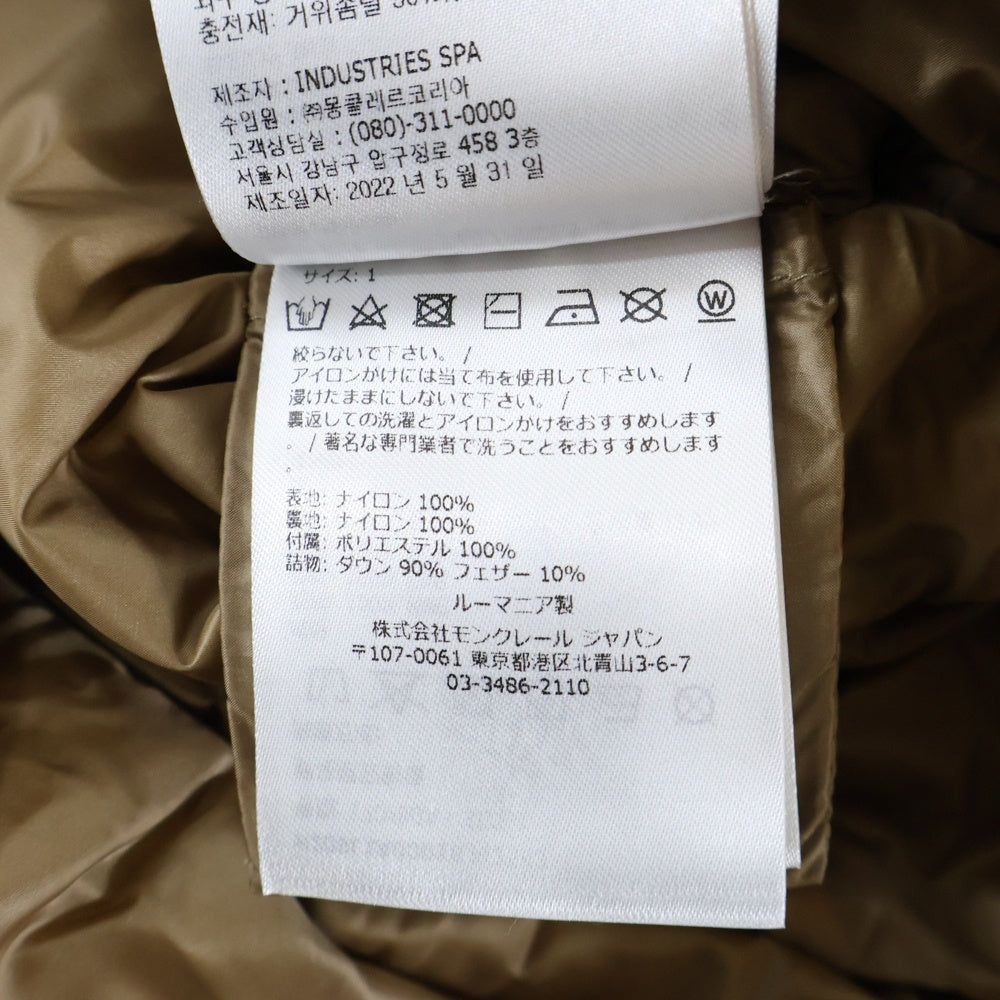 충전재: 거위솜털
제조자 : INDUSTRIES SPA
수입원 : ㈜몽클레르코리아
고객상담실 : (080)-311-0000
서울시 강남구 압구정로 458 3층
제조일자: 2022 년 5 월 31 일
サイズ: 1
W
絞らないで下さい。 /
アイロンかけには当て布を使用して下さい。 /
浸けたままにしないで下さい。 /
裏返しての洗濯とアイロンかけをおすすめします
。 / 著名な専門業者で洗うことをおすすめします
。
表地: ナイロン 100%
裏地: ナイロン 100%
付属: ポリエステル 100%
詰物: ダウン 90% フェザー 10%
ルーマニア製
株式会社モンクレール ジャパン
〒107-0061 東京都港区北青山3-6-7
03-3486-2110